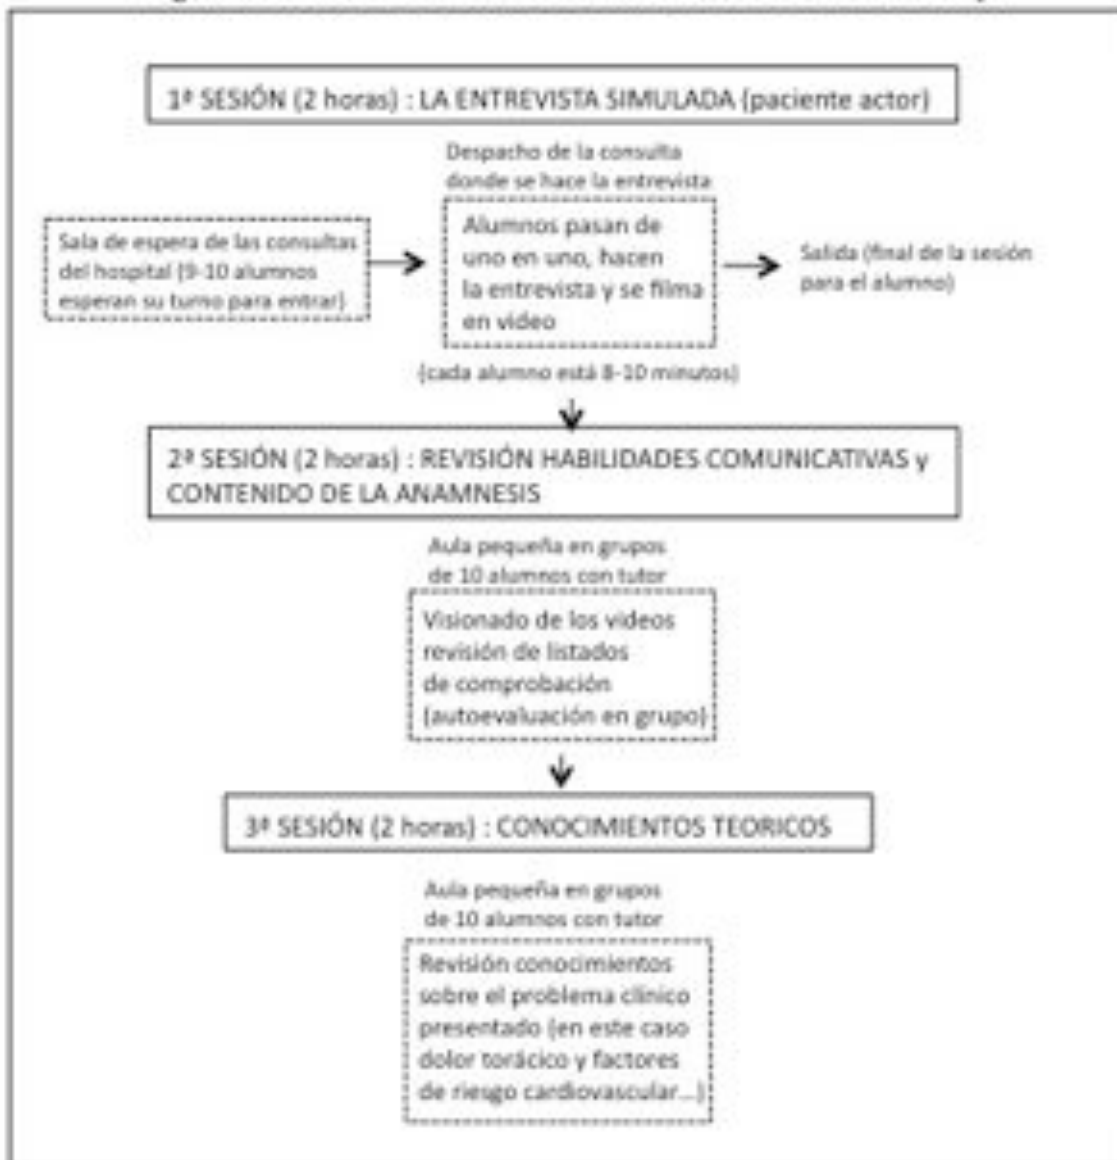 1ª SESIÓN (2 horas) : LA ENTREVISTA SIMULADA (paciente actor)
Despacho de la consulta
donde se hace la entrevista
Sala de espera de las consultas
del hospital (9-10 alumnos
esperan su turno para entrar)
Alumnos pasan de
uno en uno, hacen
la entrevista y se filma
en video
Salida (final de la sesión
para el alumno)
(cada alumno está 8-10 minutos)
2ª SESIÓN (2 horas) : REVISIÓN HABILIDADES COMUNICATIVAS y
CONTENIDO DE LA ANAMNESIS
Aula pequeña en grupos
de 10 alumnos con tutor
Visionado de los videos
revisión de listados
de comprobación
(autoevaluación en grupo)
3ª SESIÓN (2 horas) : CONOCIMIENTOS TEORICOS
Aula pequeña en grupos
de 10 alumnos con tutor
Revisión conocimientos
sobre el problema clínico
presentado (en este caso
dolor torácico y factores
de riesgo cardiovascular...)